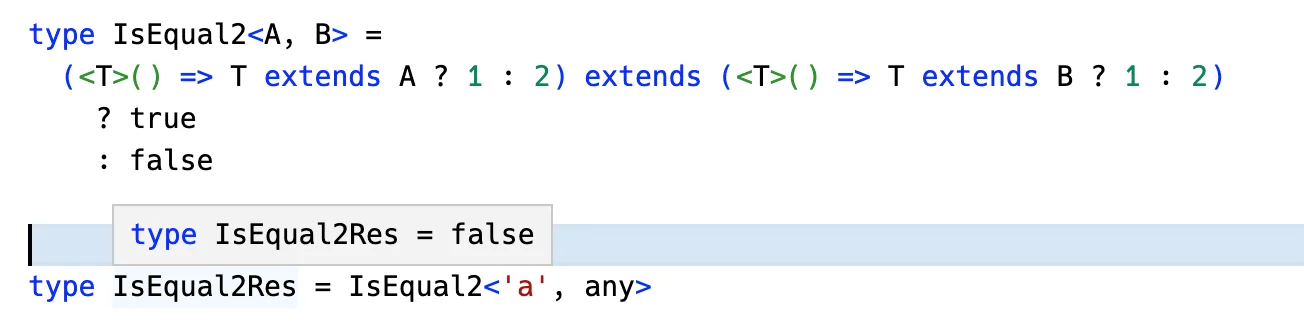 type IsEqual2<A, B> =
  (<T>() => T extends A ? 1 : 2) extends (<T>() => T extends B ? 1 : 2)
    ? true
    : false
type IsEqual2Res = false
type IsEqual2Res = IsEqual2<'a', any>